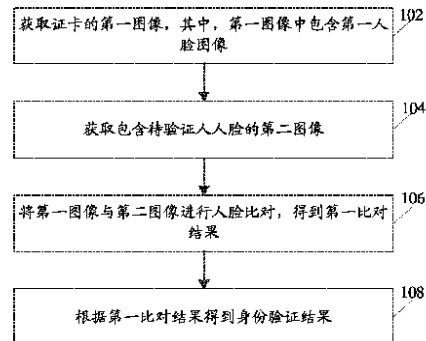 获取证卡的第一图像，其中，第一图像中包含第一人
脸图像
102
获取包含待验证人人脸的第二图像
104
将第一图像与第二图像进行人脸比对，得到第一比对
结果
106
根据第一比对结果得到身份验证结果
108